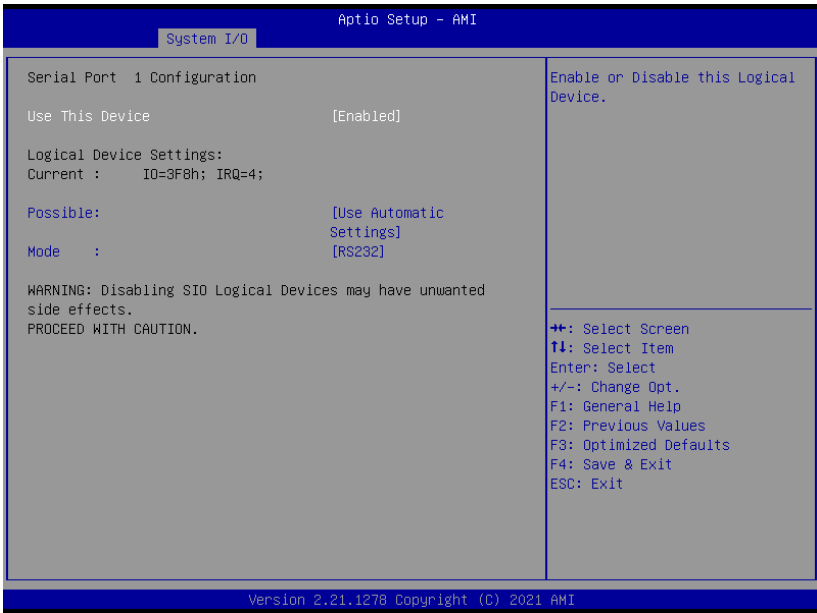 Aptio Setup – AMI
System I/O
Serial Port  1 Configuration
Use This Device [Enabled]
Logical Device Settings:
Current :  IO=3F8h; IRQ=4;
Possible: [Use Automatic
Settings]
Mode : [RS232]
WARNING: Disabling SIO Logical Devices may have unwanted
side effects.
PROCEED WITH CAUTION.
Enable or Disable this Logical
Device.
→←: Select Screen
↑↓: Select Item
Enter: Select
+/-: Change Opt.
F1: General Help
F2: Previous Values
F3: Optimized Defaults
F4: Save & Exit
ESC: Exit
Version 2.21.1278 Copyright (C) 2021 AMI